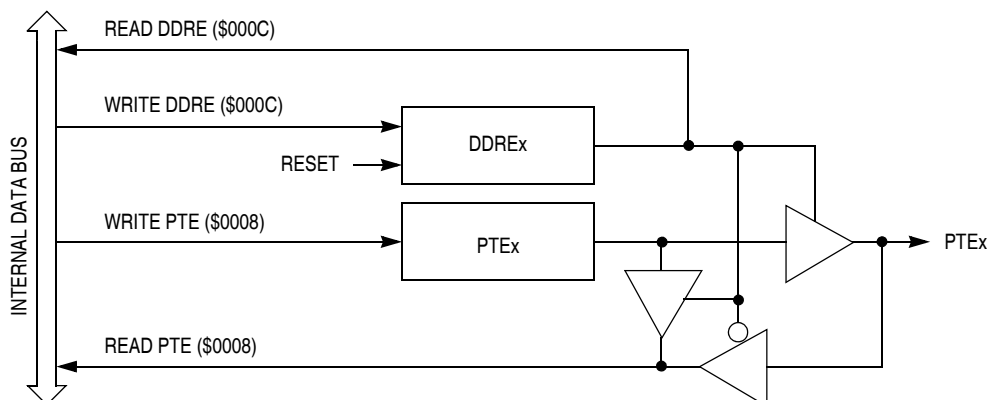 READ DDRE ($000C)
WRITE DDRE ($000C)
DDREx
RESET
INTERNAL DATA BUS
WRITE PTE ($0008)
PTEx
PTEx
READ PTE ($0008)